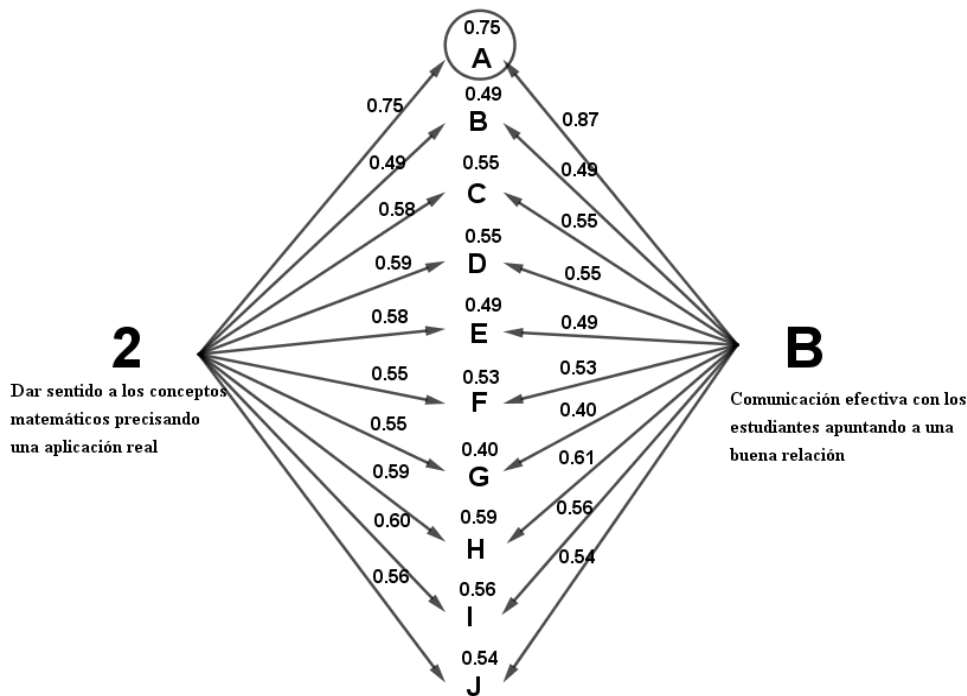 0.75
A
0.75
0.87
0.49
B
0.49
0.49
0.55
C
0.58
0.55
0.55
D
0.59
0.55
0.49
E
0.58
0.49
2
Dar sentido a los conceptos
matemáticos precisando
una aplicación real
B
Comunicación efectiva con los
estudiantes apuntando a una
buena relación
0.53
F
0.55
0.53
0.40
G
0.55
0.40
0.59
H
0.59
0.61
0.56
I
0.60
0.56
0.54
J
0.56
0.54